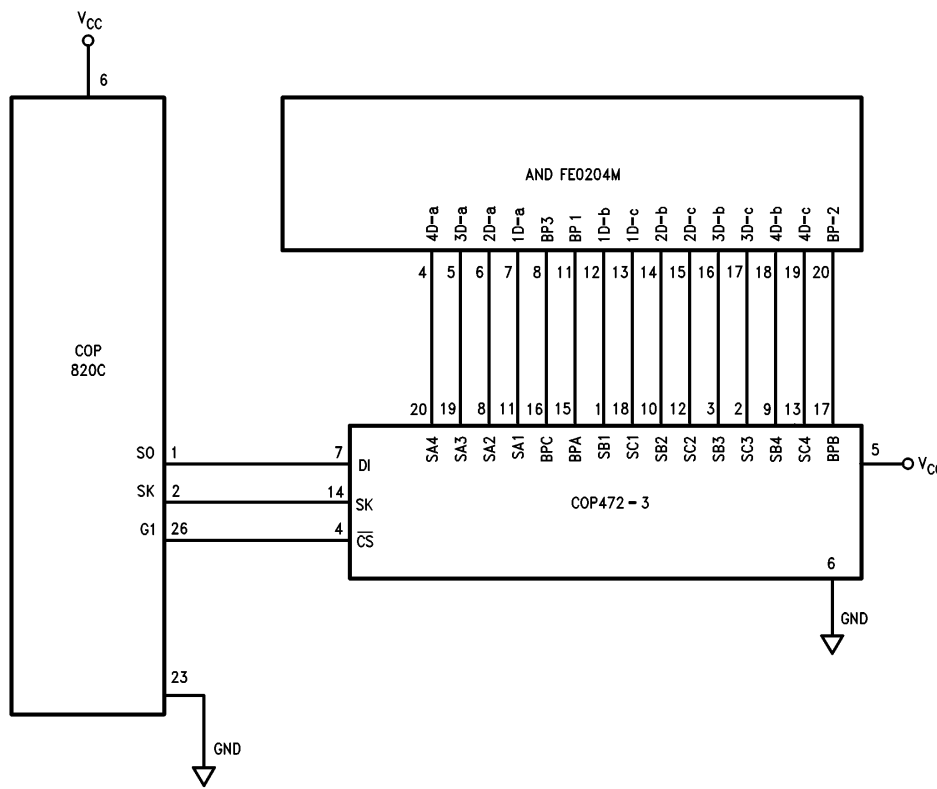 VCC
6
AND FE0204M
4D-a 3D-a 2D-a 1D-a BP3 BP1 1D-b 1D-c 2D-b 2D-c 3D-b 3D-c 4D-b 4D-c BP-2
4 5 6 7 8 11 12 13 14 15 16 17 18 19 20
COP
820C
20 19 8 11 16 15 1 18 10 12 3 2 9 13 17
SA4 SA3 SA2 SA1 BPC BPA SB1 SC1 SB2 SC2 SB3 SC3 SB4 SC4 BPB
5
VCC
SO 1 7 DI
SK 2 14 SK
COP472-3
G1 26 4 CS
6
GND
23
GND